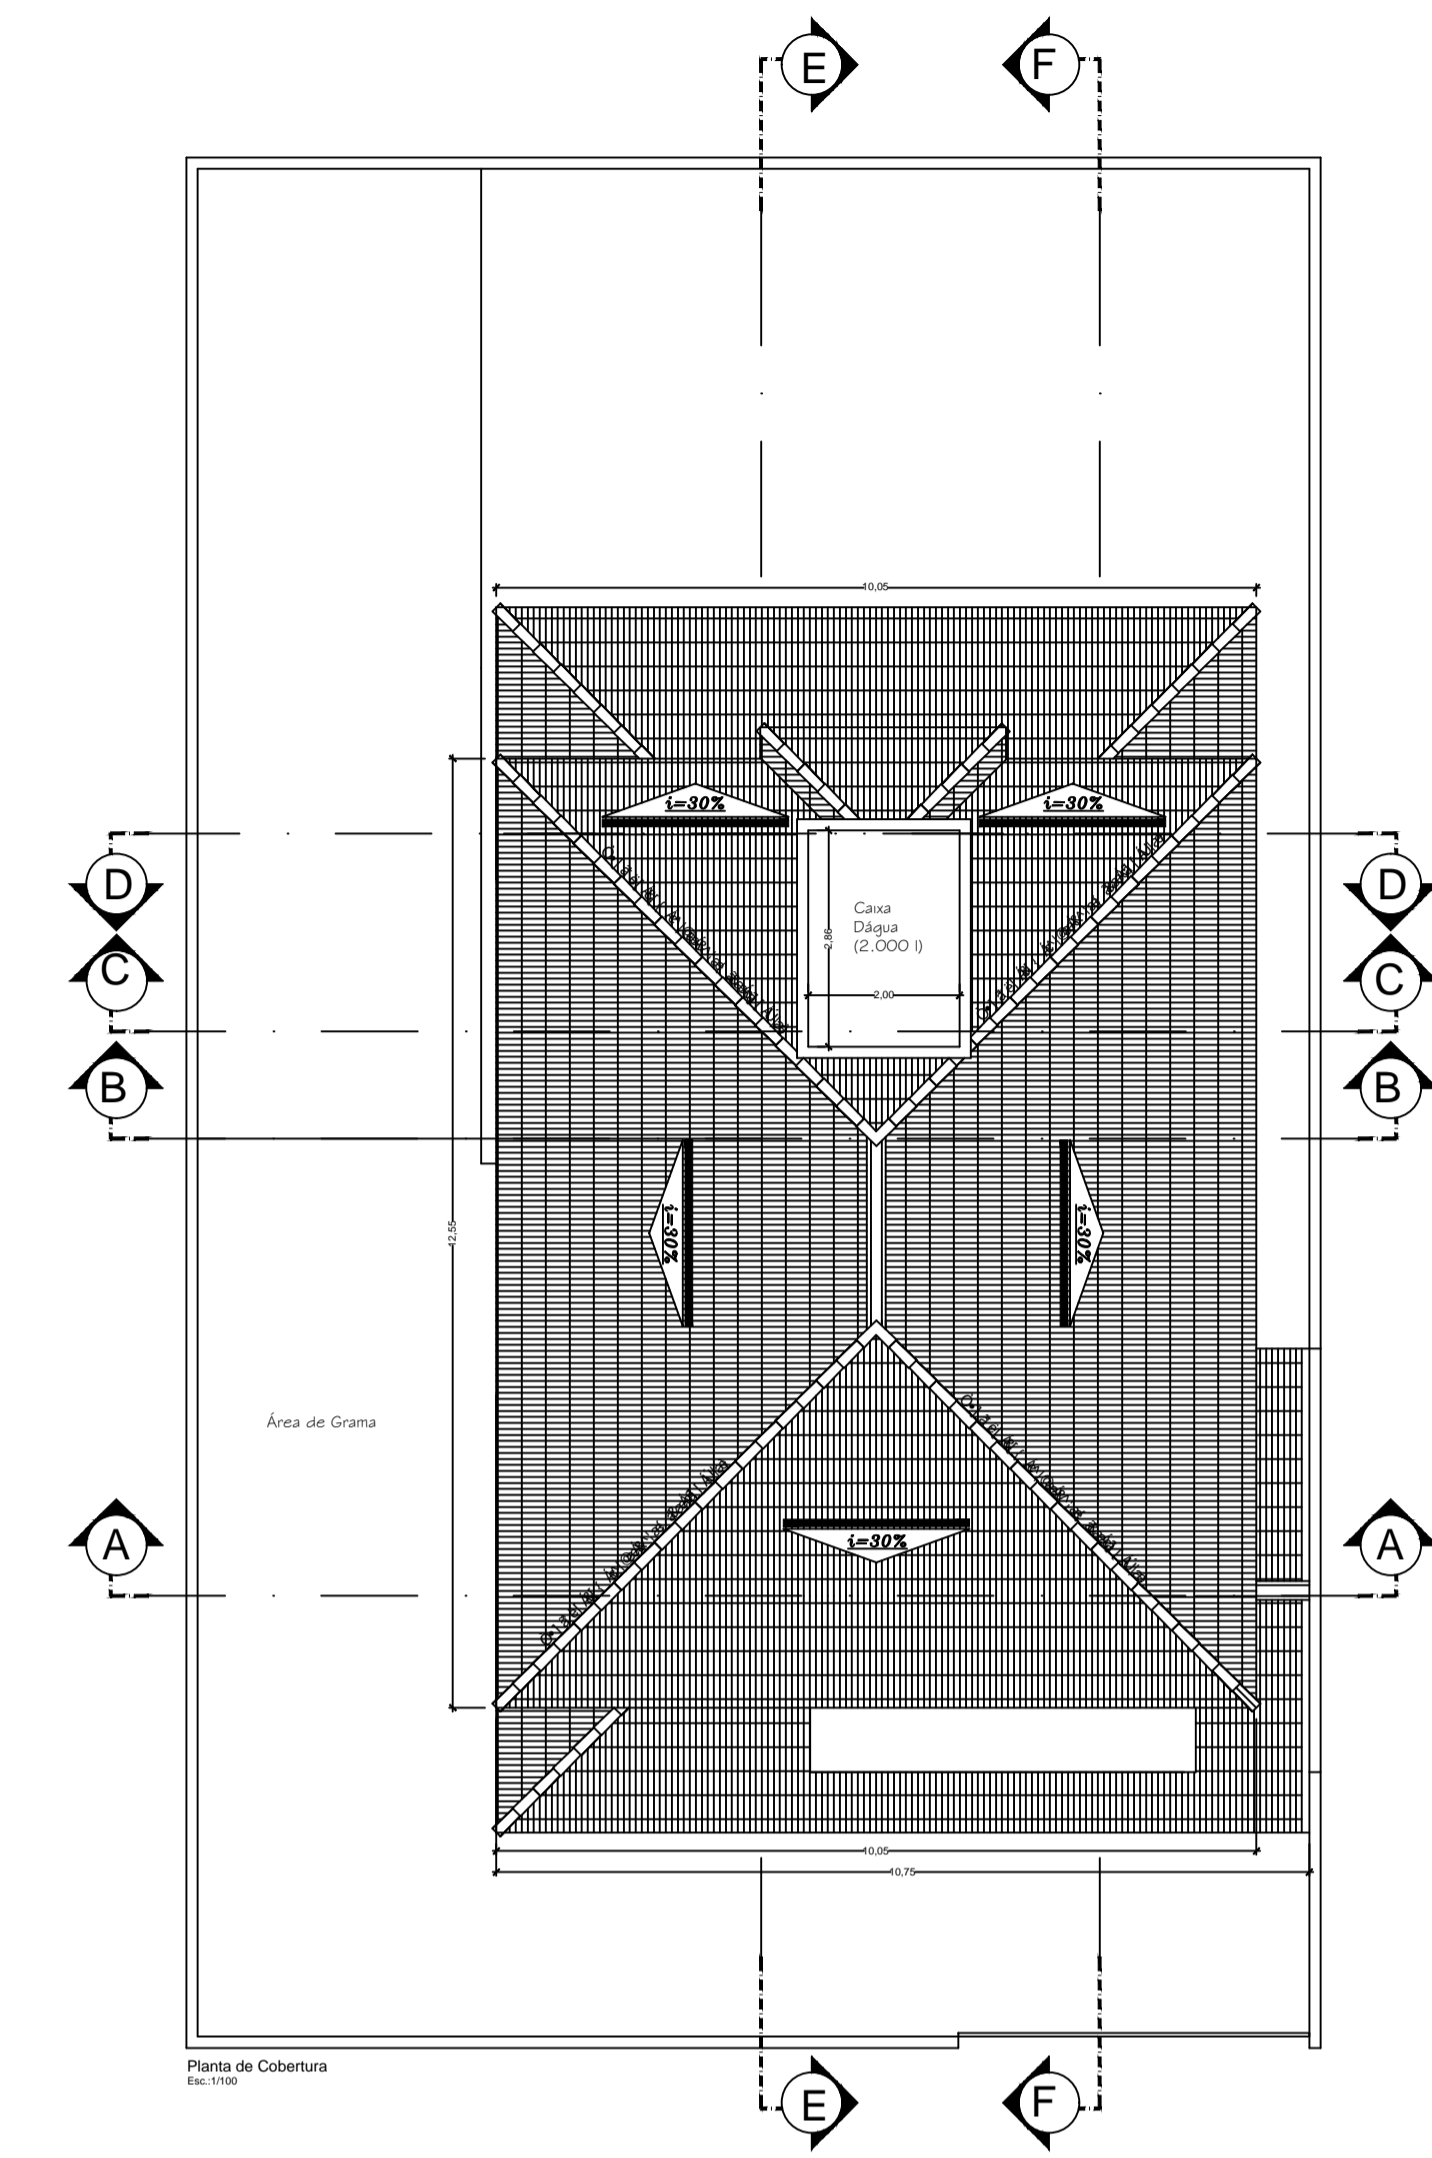 E
F
10,05
i=30%
i=30%
D
D
Caixa
Dágua
(2.000 l)
2,86
C
C
2,00
B
B
i=30%
i=30%
12,55
Área de Grama
A
A
i=30%
10,05
10,75
Planta de Cobertura
Esc.:1/100
E
F